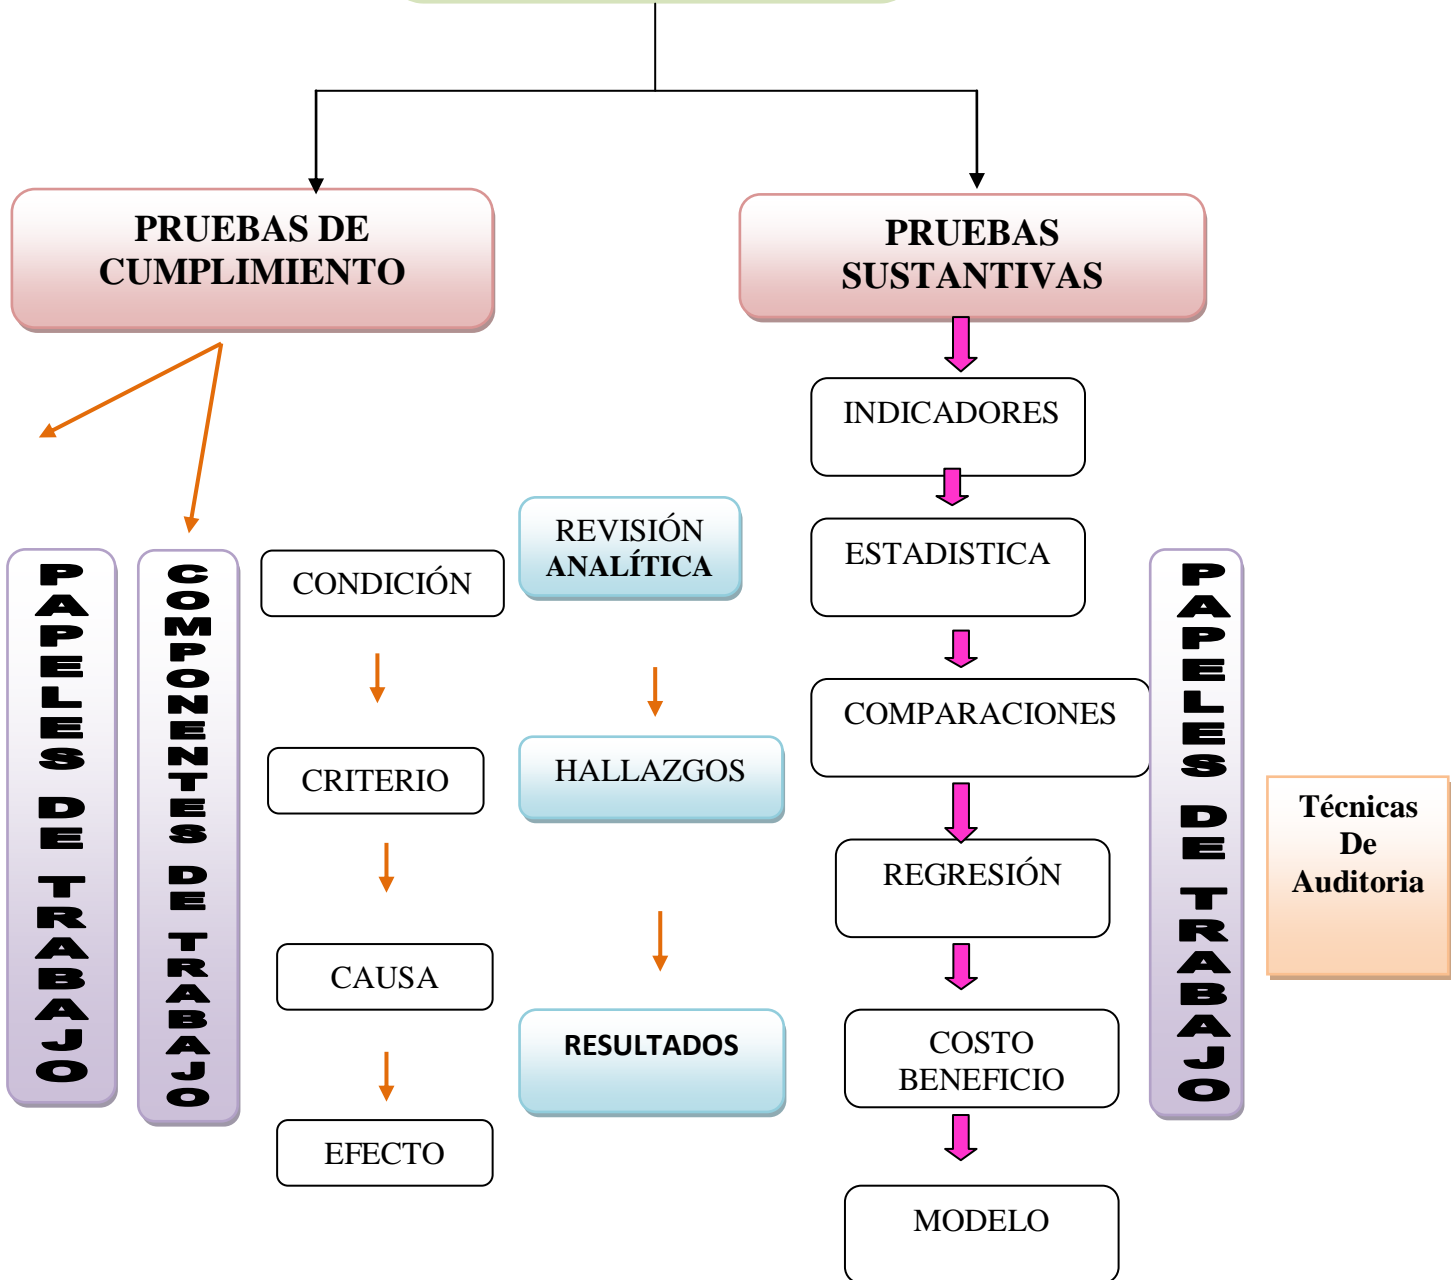 PRUEBAS DE
CUMPLIMIENTO
PRUEBAS
SUSTANTIVAS
PAPELES DE TRABAJO
COMPONENTES DE TRABAJO
CONDICIÓN
CRITERIO
CAUSA
EFECTO
REVISIÓN
ANALÍTICA
HALLAZGOS
RESULTADOS
INDICADORES
ESTADISTICA
COMPARACIONES
REGRESIÓN
COSTO
BENEFICIO
MODELO
PAPELES DE TRABAJO
Técnicas
De
Auditoria